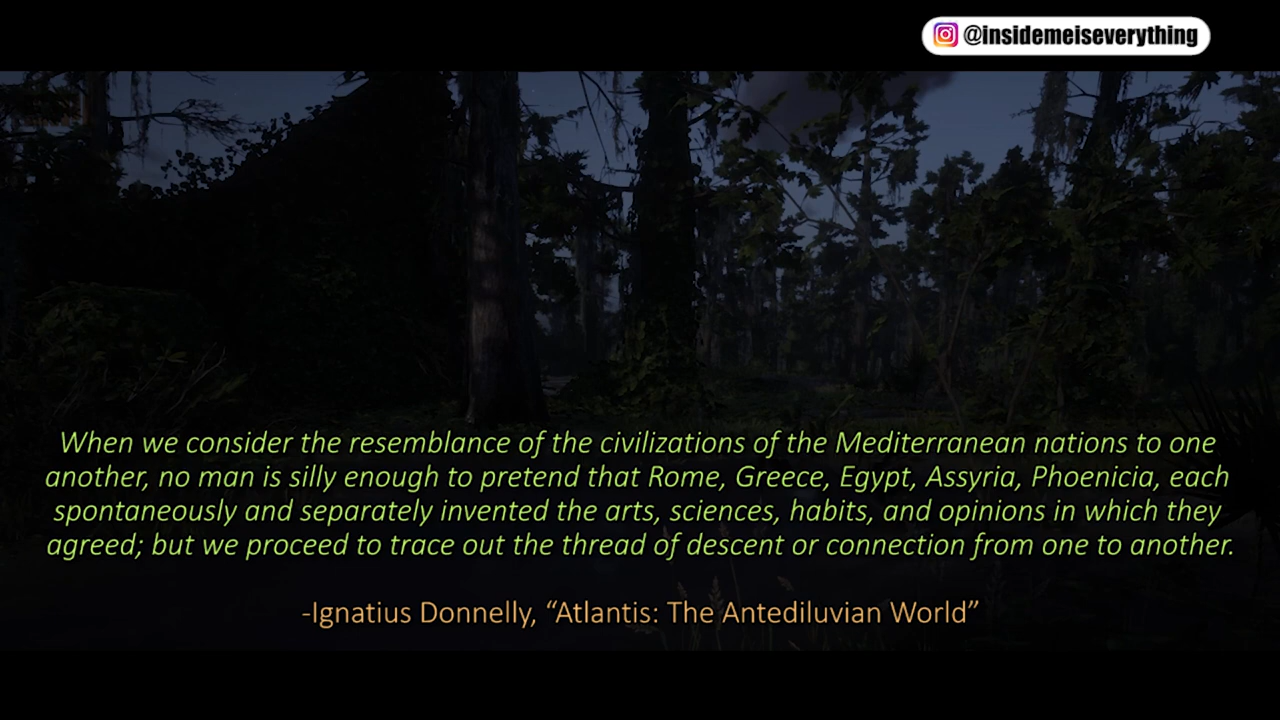 @insidemeiseverything
When we consider the resemblance of the civilizations of the Mediterranean nations to one
another, no man is silly enough to pretend that Rome, Greece, Egypt, Assyria, Phoenicia, each
spontaneously and separately invented the arts, sciences, habits, and opinions in which they
agreed; but we proceed to trace out the thread of descent or connection from one to another.
-Ignatius Donnelly, “Atlantis: The Antediluvian World”